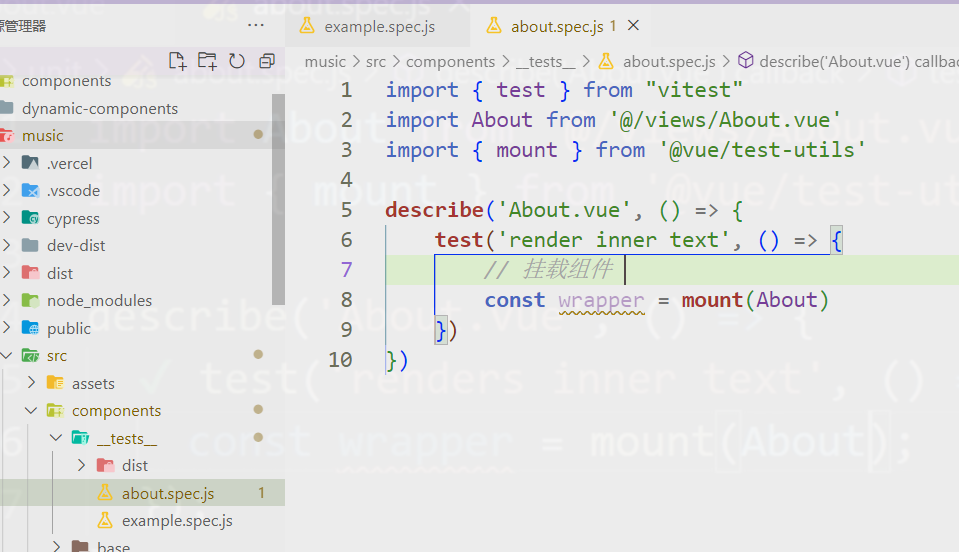 源管理器
···
components
dynamic-components
music
.vercel
.vscode
cypress
dev-dist
dist
node_modules
public
src
assets
components
__tests__
dist
about.spec.js 1
example.spec.js
base
example.spec.js
about.spec.js 1
music > src > components > __tests__ > about.spec.js > describe('About.vue') callba
1 import { test } from "vitest"
2 import About from '@/views/About.vue'
3 import { mount } from '@vue/test-utils'
4
5 describe('About.vue', () => {
6 test('render inner text', () => {
7 // 挂载组件
8 const wrapper = mount(About)
9 })
10 })